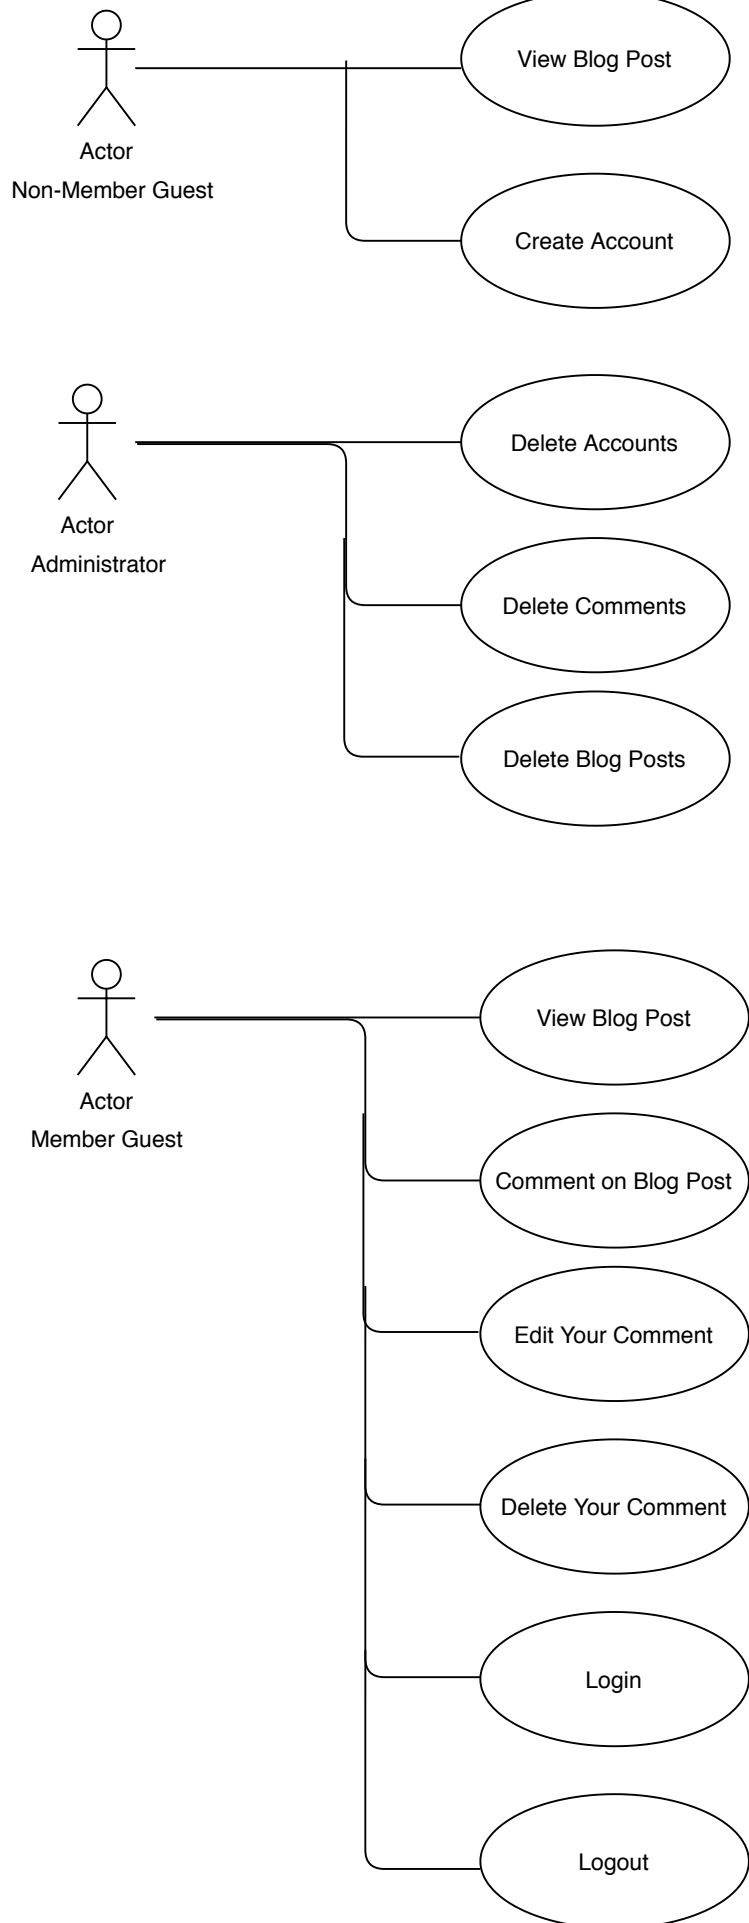 View Blog Post
Actor
Non-Member Guest
Create Account
Delete Accounts
Actor
Administrator
Delete Comments
Delete Blog Posts
View Blog Post
Actor
Member Guest
Comment on Blog Post
Edit Your Comment
Delete Your Comment
Login
Logout